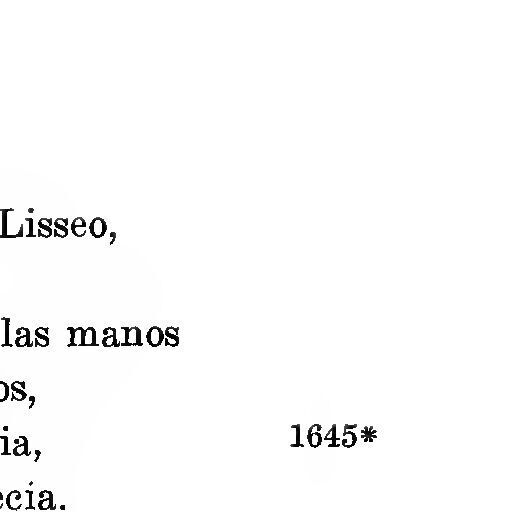 Lisseo,
las manos
os,
ia, 1645*
ecia.